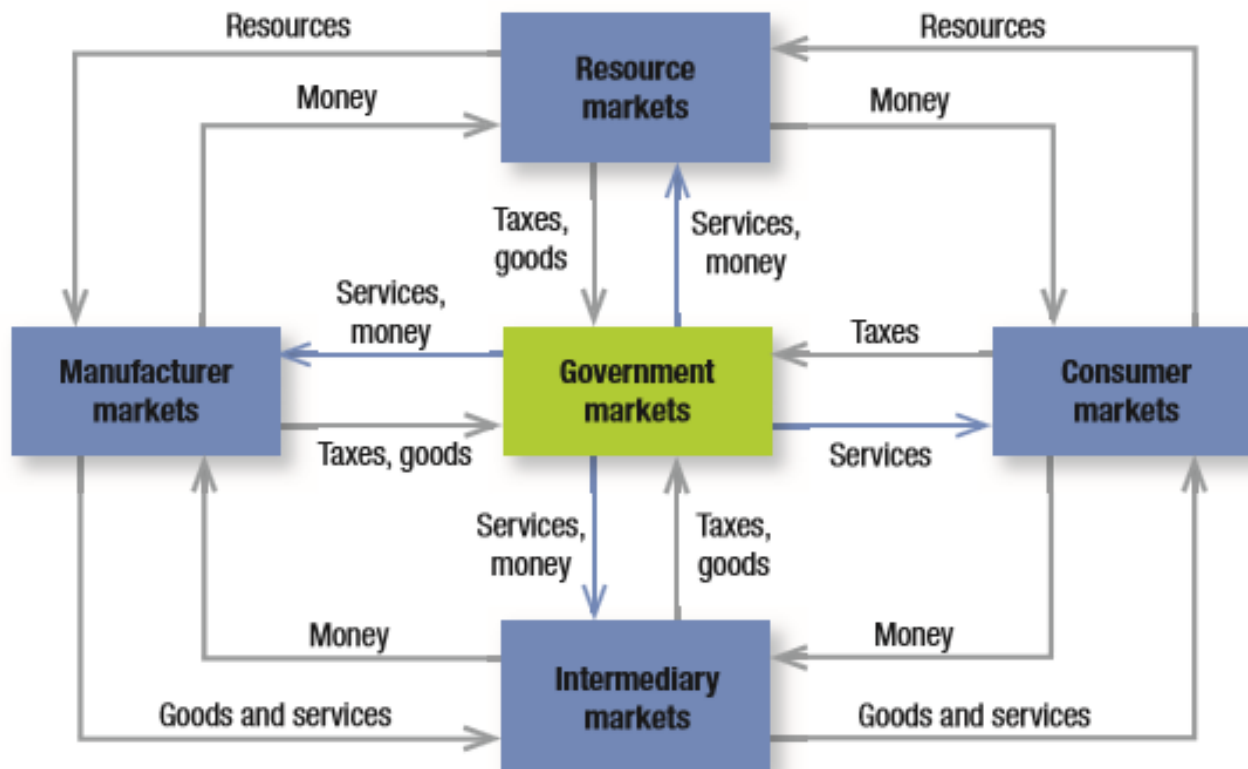 Resources
Resources
Resource
markets
Money
Money
Taxes,
goods
Services,
money
Services,
money
Taxes
Manufacturer
markets
Government
markets
Consumer
markets
Taxes, goods
Services
Services,
money
Taxes,
goods
Money
Money
Intermediary
markets
Goods and services
Goods and services